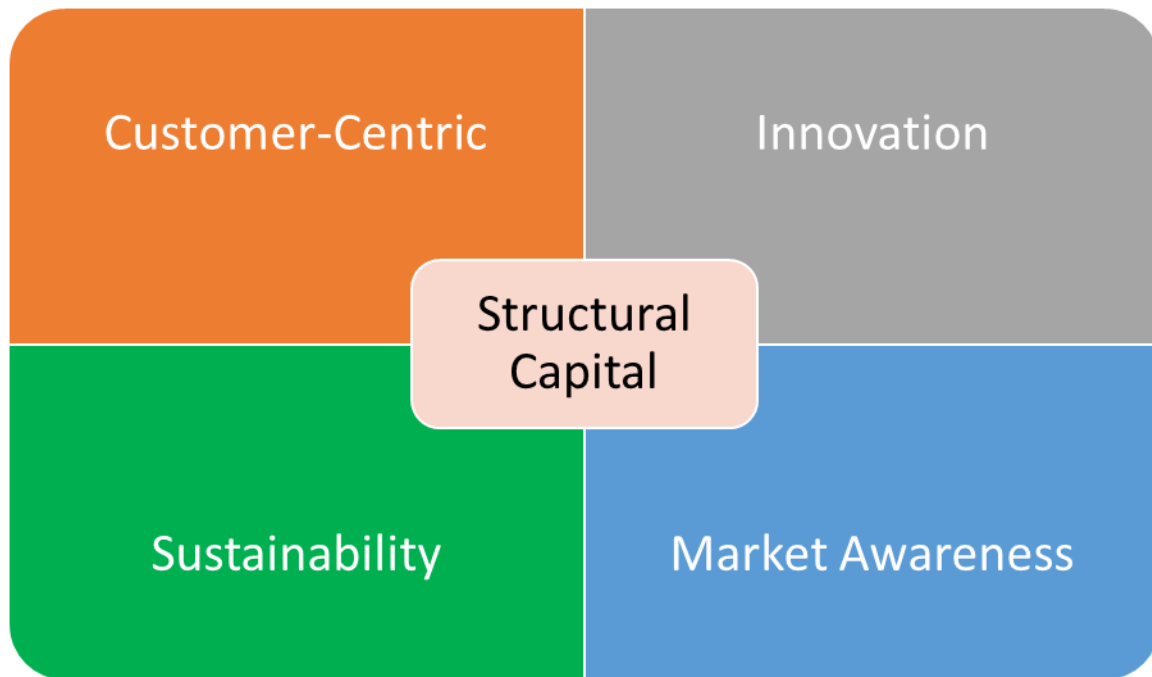 Customer-Centric
Innovation
Structural
Capital
Sustainability
Market Awareness